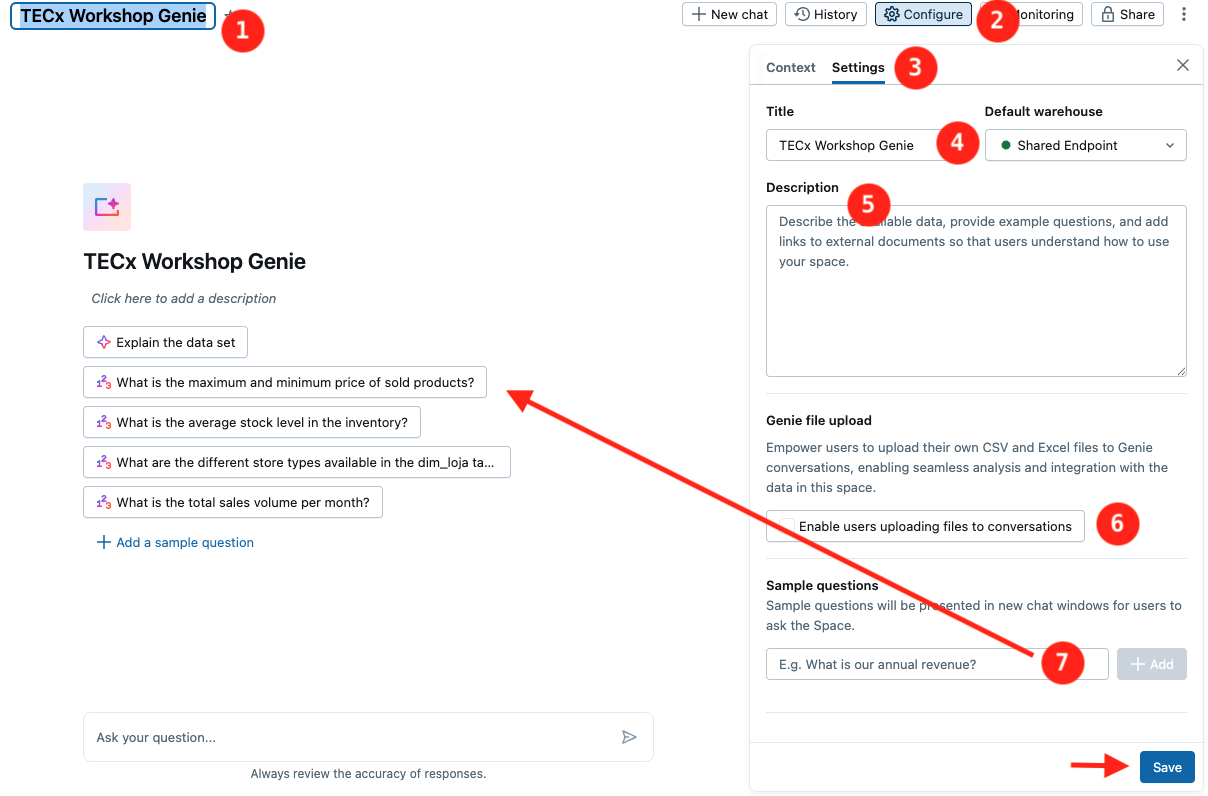 TECx Workshop Genie
1
New chat
History
Configure
2
onitoring
Share
Context
Settings
3
Title
Default warehouse
TECx Workshop Genie
4
Shared Endpoint
Description
5
Describe the available data, provide example questions, and add
links to external documents so that users understand how to use
your space.
TECx Workshop Genie
Click here to add a description
Explain the data set
What is the maximum and minimum price of sold products?
What is the average stock level in the inventory?
What are the different store types available in the dim_loja ta...
What is the total sales volume per month?
Add a sample question
Genie file upload
Empower users to upload their own CSV and Excel files to Genie
conversations, enabling seamless analysis and integration with the
data in this space.
Enable users uploading files to conversations
6
Sample questions
Sample questions will be presented in new chat windows for users to
ask the Space.
E.g. What is our annual revenue?
7
Add
Ask your question...
Always review the accuracy of responses.
Save